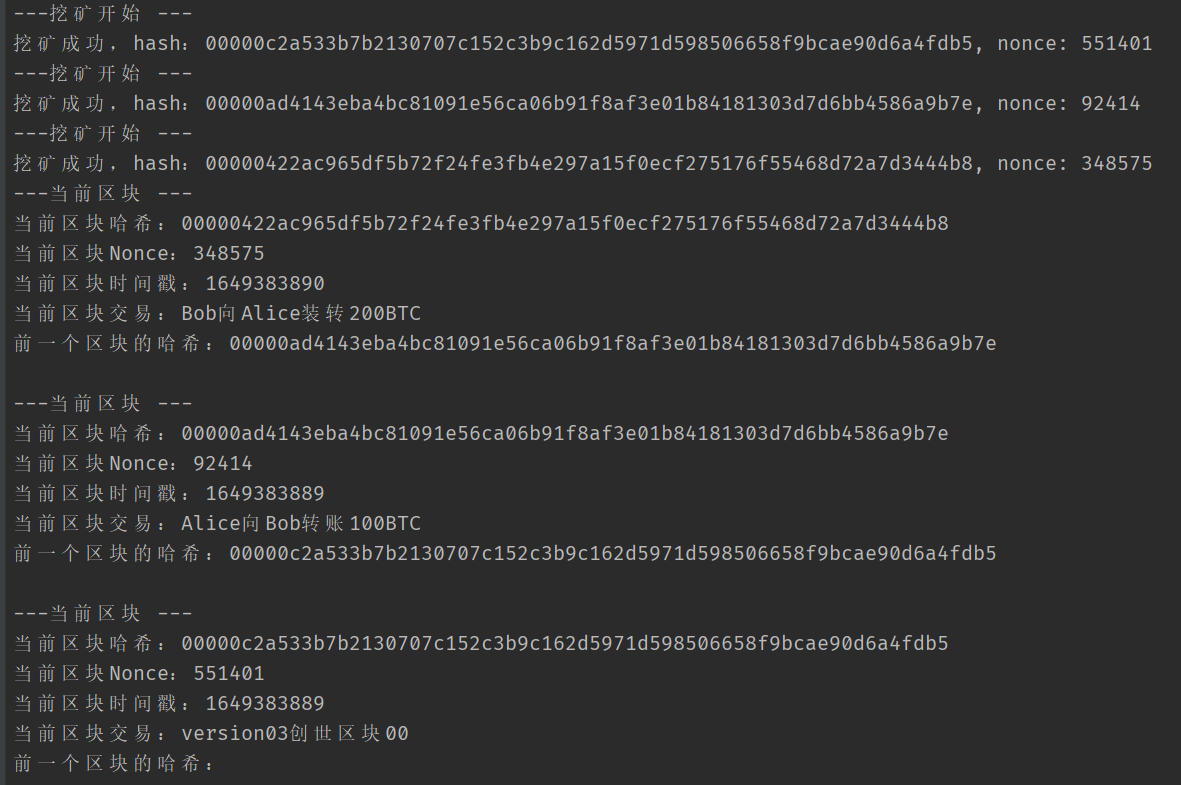 ---挖矿开始 ---
挖矿成功，hash：00000c2a533b7b2130707c152c3b9c162d5971d598506658f9bcae90d6a4fdb5, nonce: 551401
---挖矿开始 ---
挖矿成功，hash：00000ad4143eba4bc81091e56ca06b91f8af3e01b84181303d7d6bb4586a9b7e, nonce: 92414
---挖矿开始 ---
挖矿成功，hash：00000422ac965df5b72f24fe3fb4e297a15f0ecf275176f55468d72a7d3444b8, nonce: 348575
---当前区块 ---
当前区块哈希：00000422ac965df5b72f24fe3fb4e297a15f0ecf275176f55468d72a7d3444b8
当前区块Nonce：348575
当前区块时间戳：1649383890
当前区块交易：Bob向Alice装转200BTC
前一个区块的哈希：00000ad4143eba4bc81091e56ca06b91f8af3e01b84181303d7d6bb4586a9b7e
---当前区块 ---
当前区块哈希：00000ad4143eba4bc81091e56ca06b91f8af3e01b84181303d7d6bb4586a9b7e
当前区块Nonce：92414
当前区块时间戳：1649383889
当前区块交易：Alice向Bob转账100BTC
前一个区块的哈希：00000c2a533b7b2130707c152c3b9c162d5971d598506658f9bcae90d6a4fdb5
---当前区块 ---
当前区块哈希：00000c2a533b7b2130707c152c3b9c162d5971d598506658f9bcae90d6a4fdb5
当前区块Nonce：551401
当前区块时间戳：1649383889
当前区块交易：version03创世区块00
前一个区块的哈希：